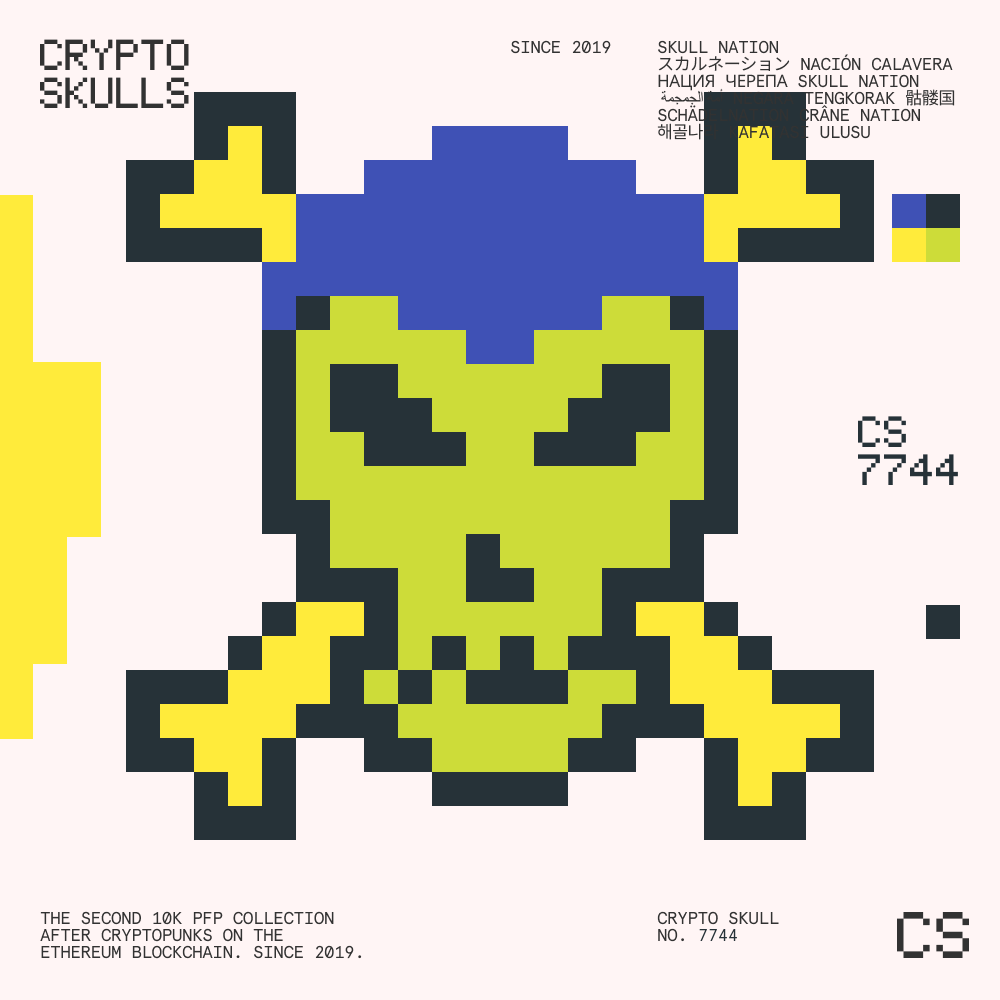 CRYPTO
SKULLS
SINCE 2019
SKULL NATION
スカルネーション NACIÓN CALAVERA
НАЦИЯ ЧЕРЕПА SKULL NATION
الجمجمة TENGKORAK 骷髅国
CRÂNE NATION
해골나 ULUSU
CS
7744
THE SECOND 10K PFP COLLECTION
AFTER CRYPTOPUNKS ON THE
ETHEREUM BLOCKCHAIN. SINCE 2019.
CRYPTO SKULL
NO. 7744
CS